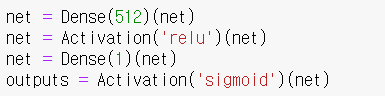 net = Dense(512)(net)
net = Activation('relu')(net)
net = Dense(1)(net)
outputs = Activation('sigmoid')(net)